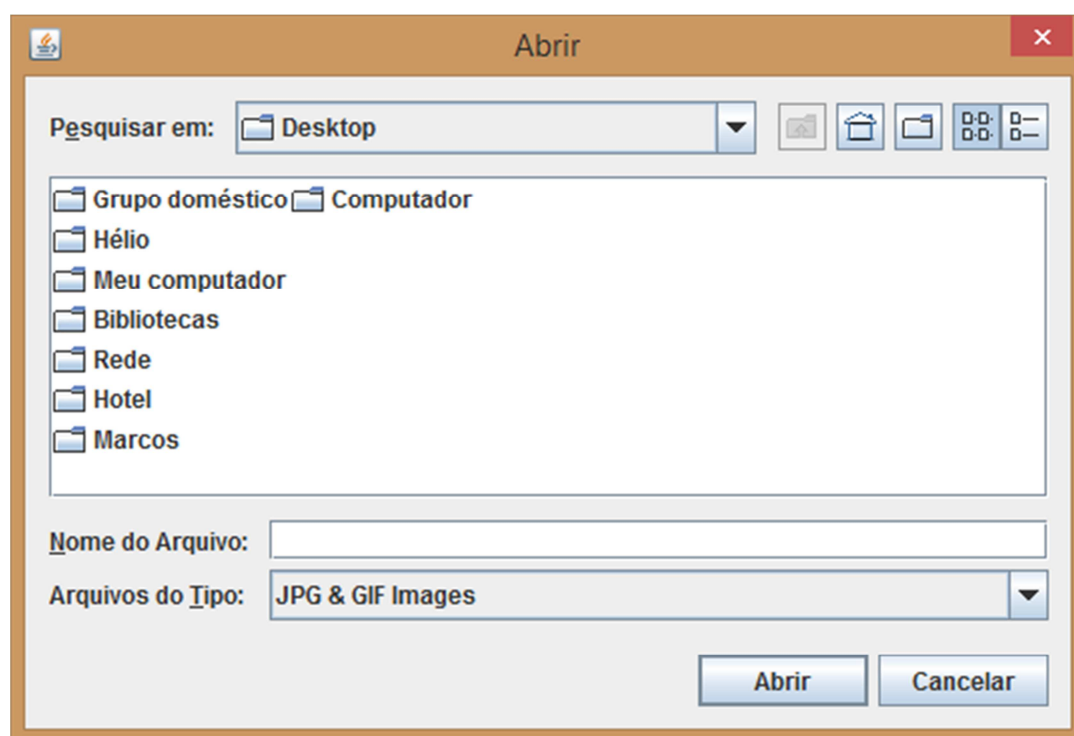 Abrir
Pesquisar em: Desktop
Grupo doméstico Computador
Hélio
Meu computador
Bibliotecas
Rede
Hotel
Marcos
Nome do Arquivo:
Arquivos do Tipo: JPG & GIF Images
Abrir Cancelar